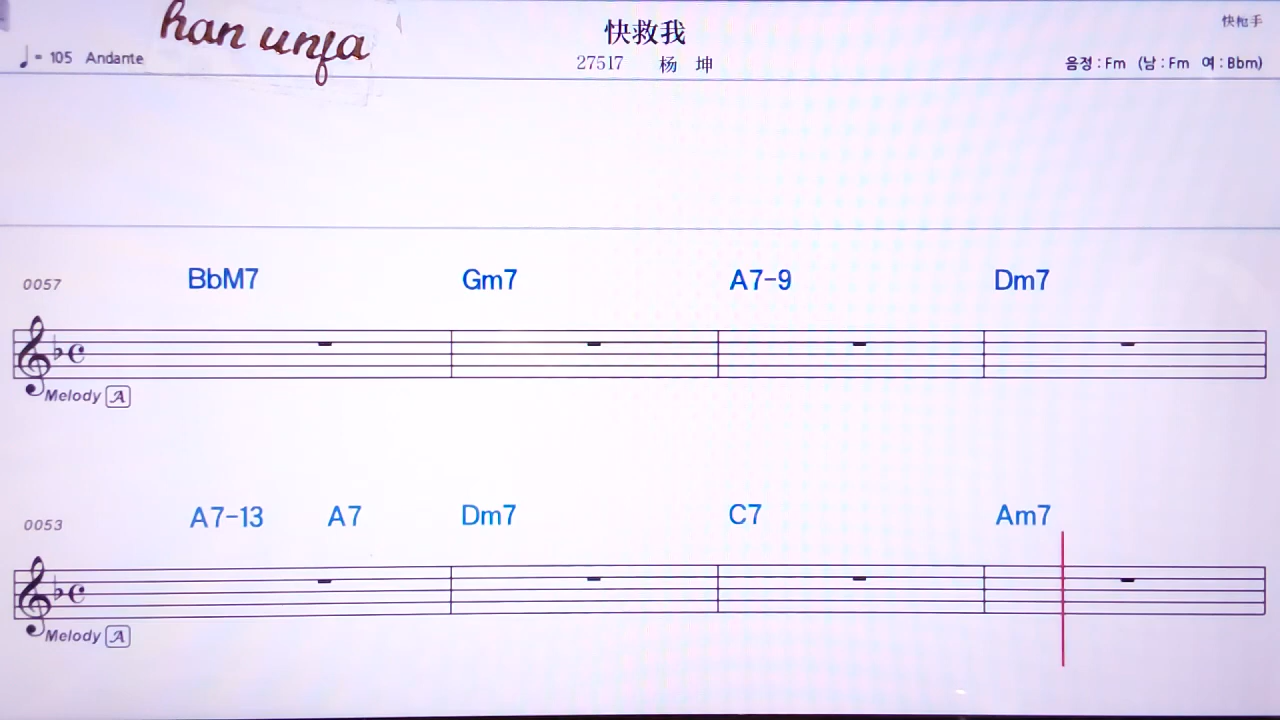 han unja
快救我
快枪手
♩= 105 Andante
27517 杨 坤
음정 : Fm (남 : Fm 여 : Bbm)
0057 BbM7 Gm7 A7-9 Dm7
Melody A
0053 A7-13 A7 Dm7 C7 Am7
Melody A